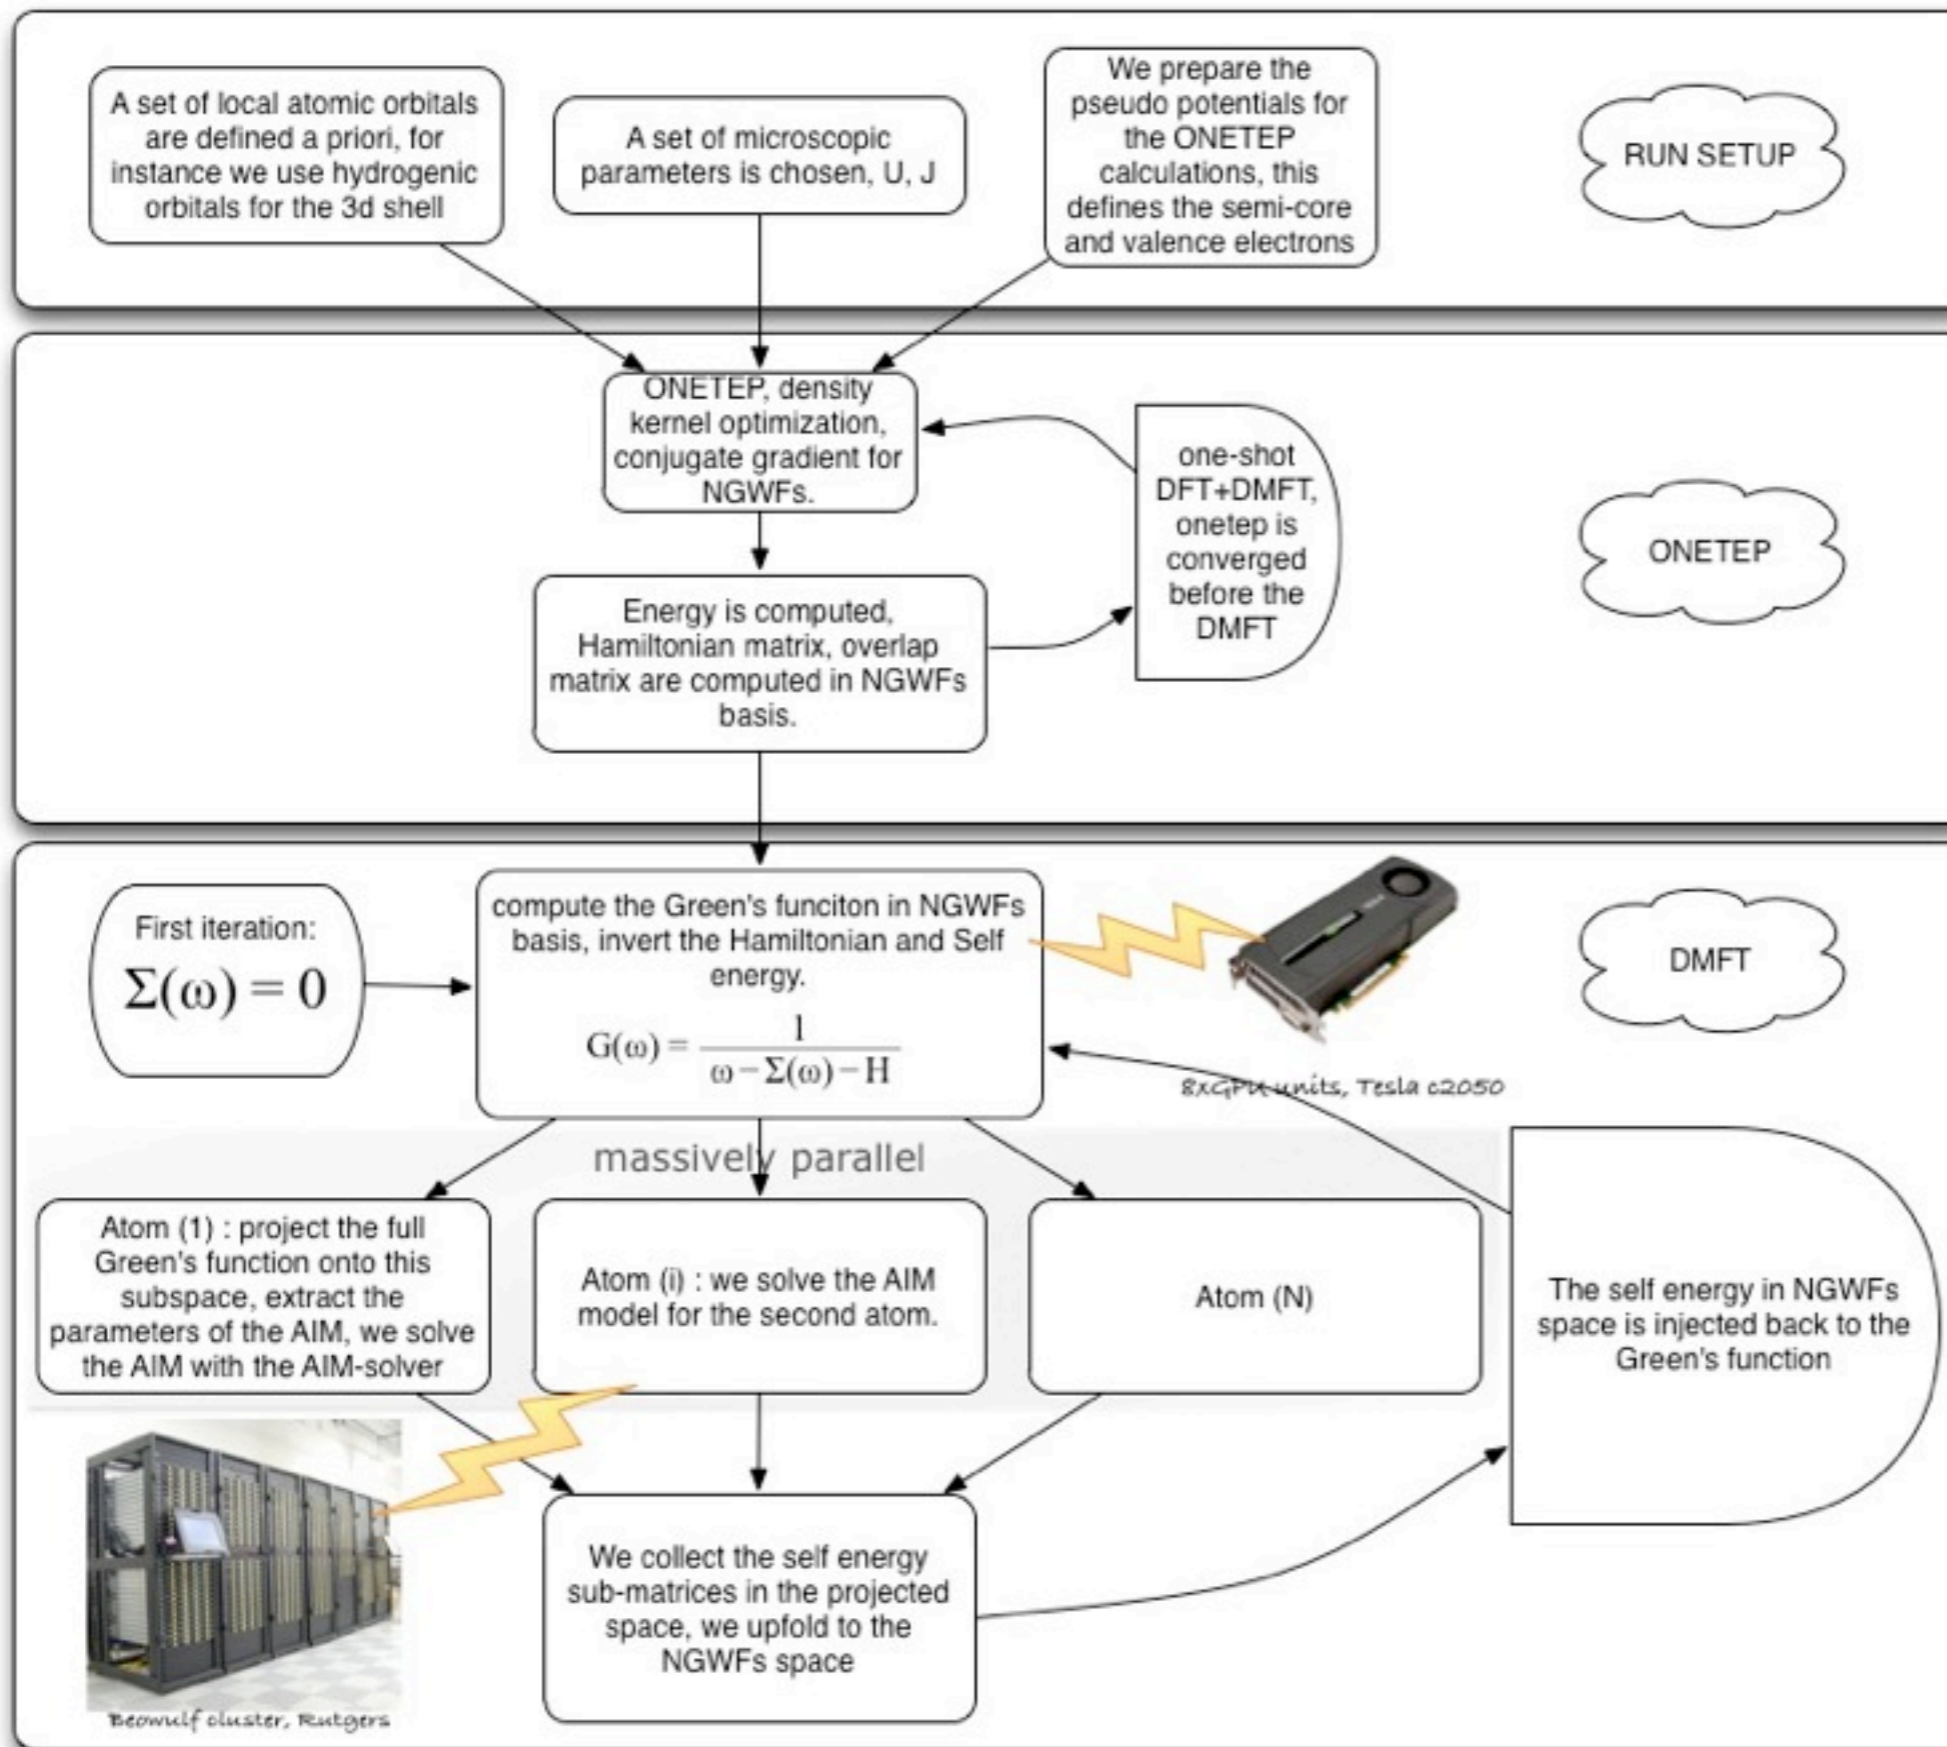 A set of local atomic orbitals
are defined a priori, for
instance we use hydrogenic
orbitals for the 3d shell
A set of microscopic
parameters is chosen, U, J
We prepare the
pseudo potentials for
the ONETEP
calculations, this
defines the semi-core
and valence electrons
RUN SETUP
ONETEP, density
kernel optimization,
conjugate gradient for
NGWFs.
one-shot
DFT+DMFT,
onetep is
converged
before the
DMFT
ONETEP
Energy is computed,
Hamiltonian matrix, overlap
matrix are computed in NGWFs
basis.
First iteration:
Σ(ω) = 0
compute the Green's funciton in NGWFs
basis, invert the Hamiltonian and Self
energy.
G(ω) = 1 / (ω − Σ(ω) − H)
8xGPU units, Tesla c2050
DMFT
massively parallel
Atom (1) : project the full
Green's function onto this
subspace, extract the
parameters of the AIM, we solve
the AIM with the AIM-solver
Atom (i) : we solve the AIM
model for the second atom.
Atom (N)
The self energy in NGWFs
space is injected back to the
Green's function
We collect the self energy
sub-matrices in the projected
space, we upfold to the
NGWFs space
Beowulf cluster, Rutgers